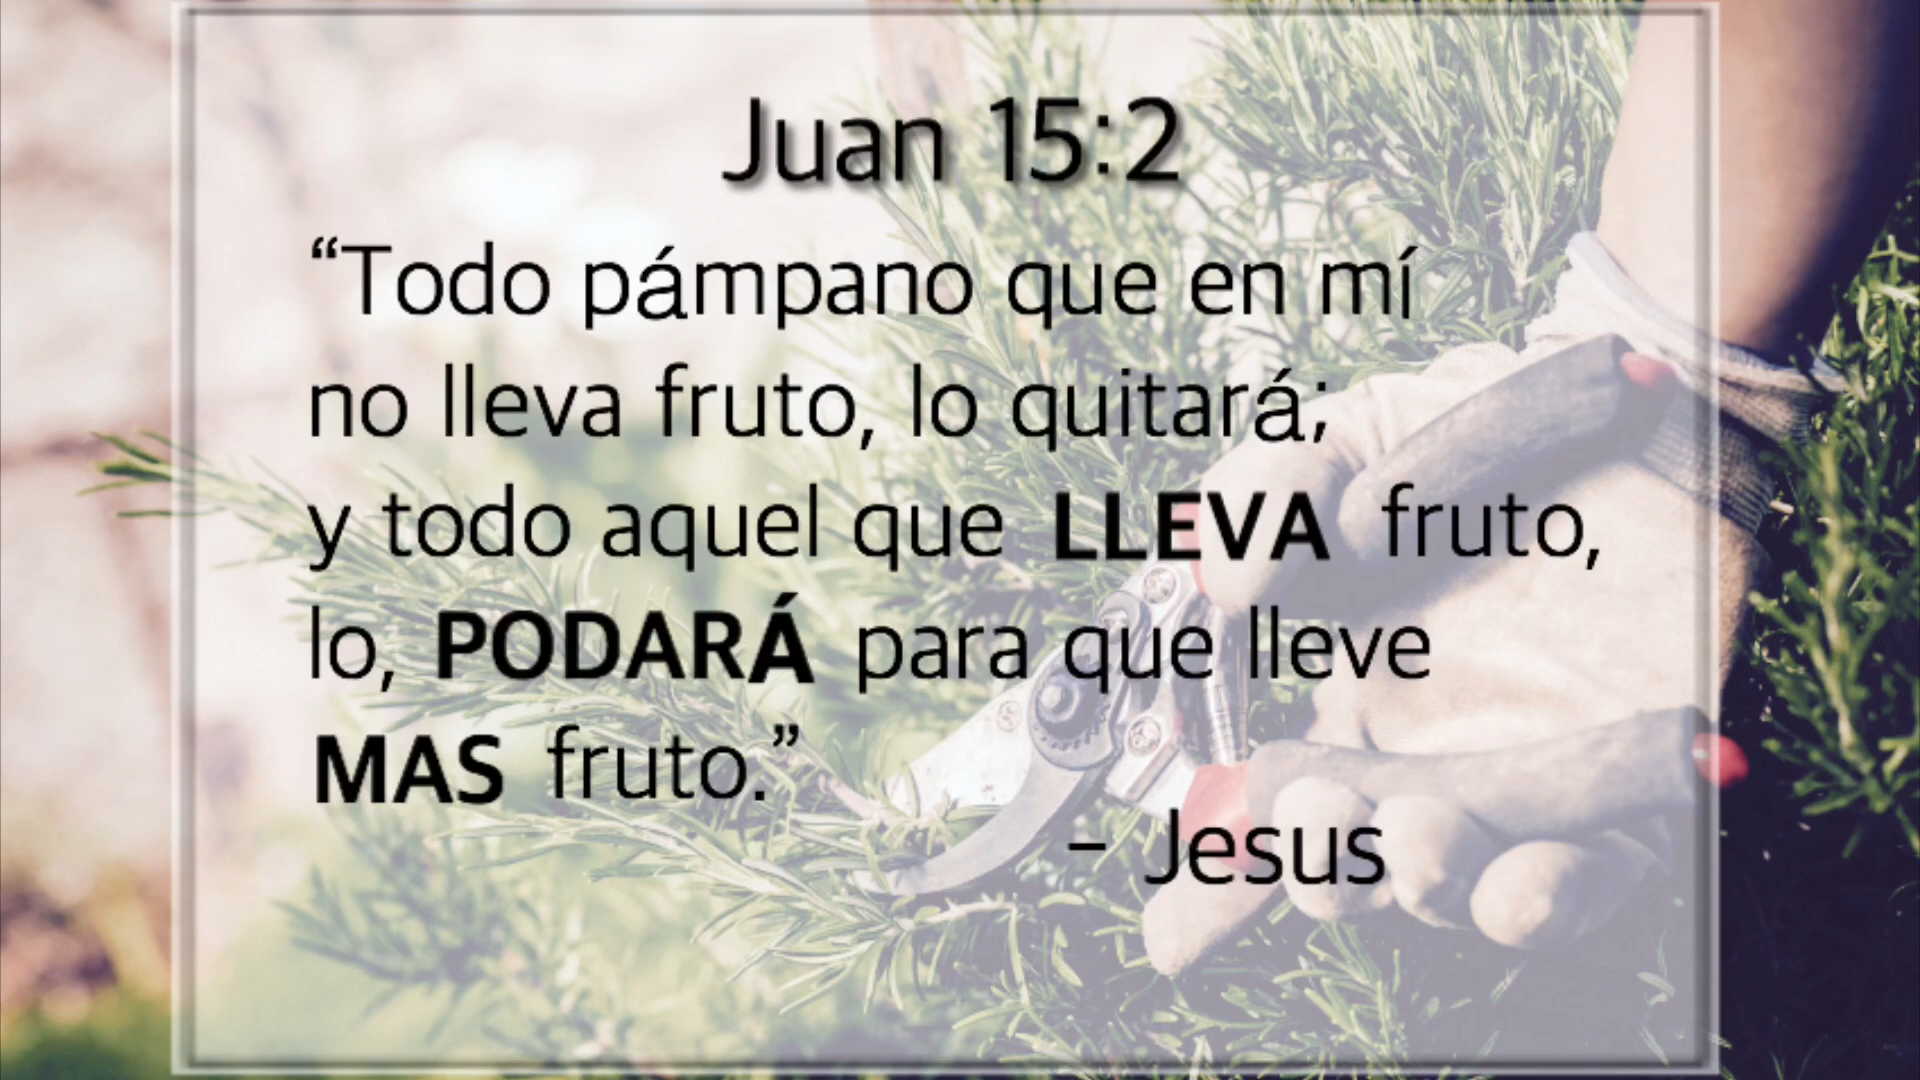 Juan 15:2
“Todo pámpano que en mí
no lleva fruto, lo quitará;
y todo aquel que LLEVA fruto,
lo, PODARÁ para que lleve
MAS fruto.”
- Jesus